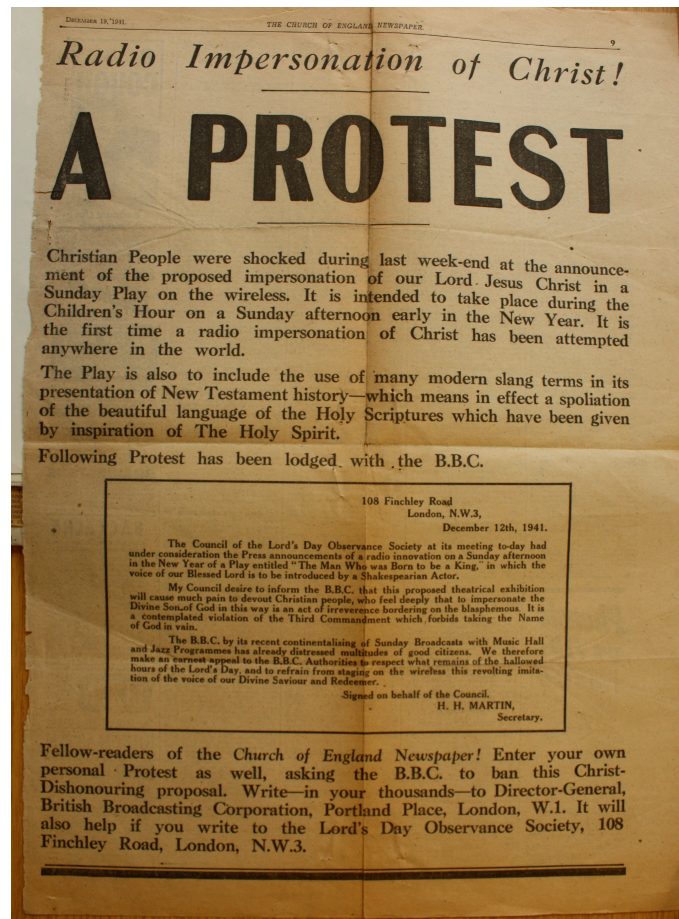 December 19, 1941.
THE CHURCH OF ENGLAND NEWSPAPER.
9
Radio Impersonation of Christ!
A PROTEST
Christian People were shocked during last week-end at the announce-
ment of the proposed impersonation of our Lord Jesus Christ in a
Sunday Play on the wireless. It is intended to take place during the
Children's Hour on a Sunday afternoon early in the New Year. It is
the first time a radio impersonation of Christ has been attempted
anywhere in the world.
The Play is also to include the use of many modern slang terms in its
presentation of New Testament history—which means in effect a spoliation
of the beautiful language of the Holy Scriptures which have been given
by inspiration of The Holy Spirit.
Following Protest has been lodged with the B.B.C.
108 Finchley Road
London, N.W.3,
December 12th, 1941.
The Council of the Lord's Day Observance Society at its meeting to-day had
under consideration the Press announcements of a radio innovation on a Sunday afternoon
in the New Year of a Play entitled "The Man Who was Born to be a King," in which the
voice of our Blessed Lord is to be introduced by a Shakespearian Actor.
My Council desire to inform the B.B.C. that this proposed theatrical exhibition
will cause much pain to devout Christian people, who feel deeply that to impersonate the
Divine Son of God in this way is an act of irreverence bordering on the blasphemous. It is
a contemplated violation of the Third Commandment which forbids taking the Name
of God in vain.
The B.B.C. by its recent continentalising of Sunday Broadcasts with Music Hall
and Jazz Programmes has already distressed multitudes of good citizens. We therefore
make an earnest appeal to the B.B.C. Authorities to respect what remains of the hallowed
hours of the Lord's Day, and to refrain from staging on the wireless this revolting imita-
tion of the voice of our Divine Saviour and Redeemer.
Signed on behalf of the Council.
H. H. MARTIN,
Secretary.
Fellow-readers of the Church of England Newspaper! Enter your own
personal Protest as well, asking the B.B.C. to ban this Christ-
Dishonouring proposal. Write—in your thousands—to Director-General,
British Broadcasting Corporation, Portland Place, London, W.1. It will
also help if you write to the Lord's Day Observance Society, 108
Finchley Road, London, N.W.3.